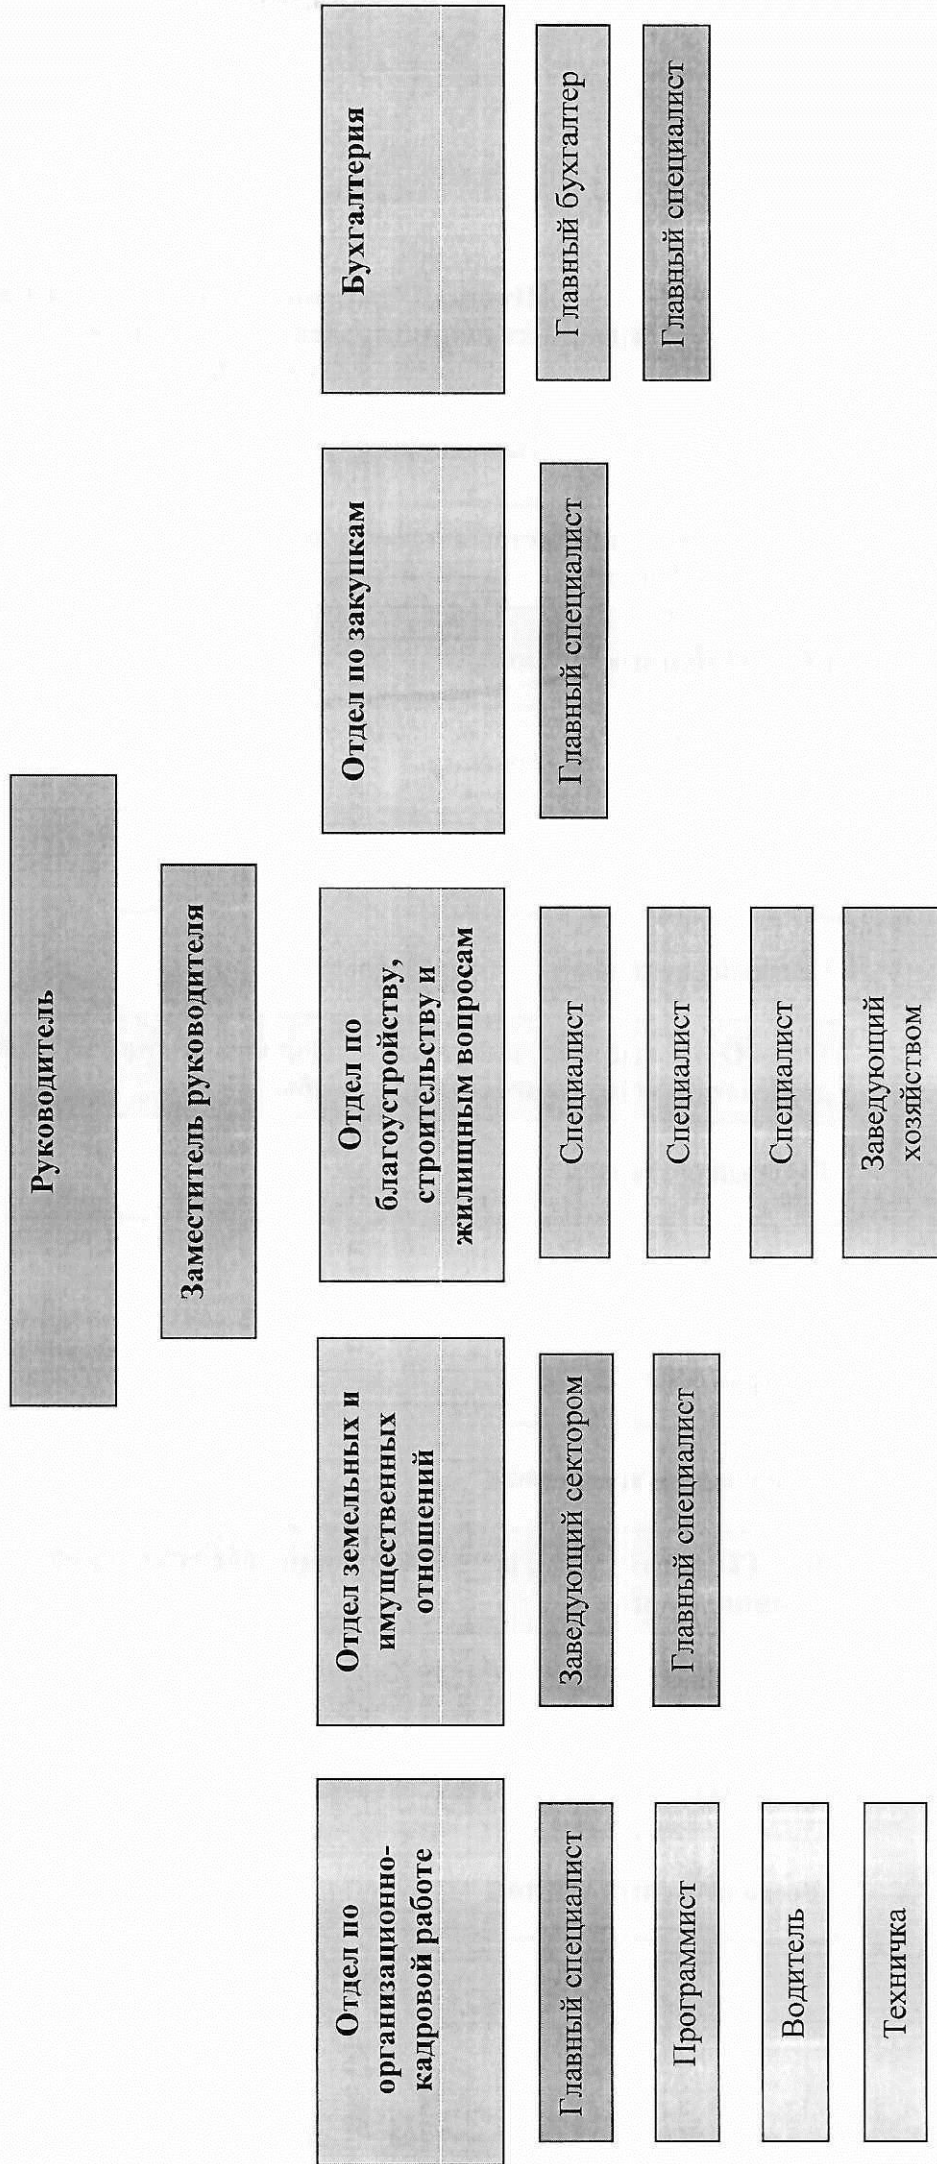 Руководитель
Заместитель руководителя
Отдел по
организационно-
кадровой работе
Главный специалист
Программист
Водитель
Техничка
Отдел земельных и
имущественных
отношений
Заведующий сектором
Главный специалист
Отдел по
благоустройству,
строительству и
жилищным вопросам
Специалист
Специалист
Специалист
Заведующий
хозяйством
Отдел по закупкам
Главный специалист
Бухгалтерия
Главный бухгалтер
Главный специалист